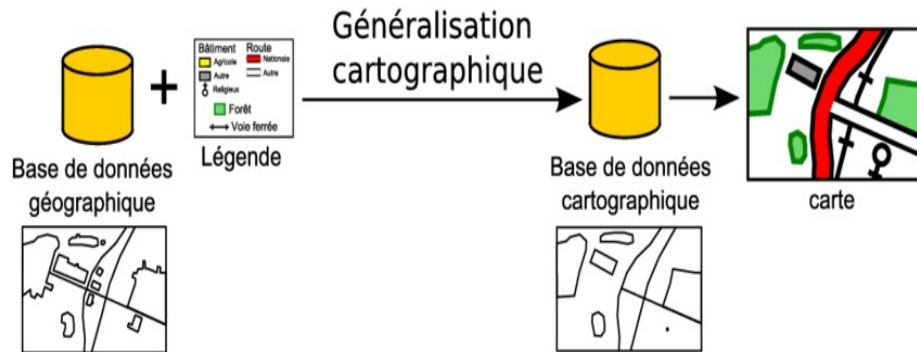 Généralisation
cartographique
Bâtiment
Agricole
Autre
Religieux
Route
Nationale
Autre
Forêt
Voie ferrée
Légende
Base de données
géographique
Base de données
cartographique
carte